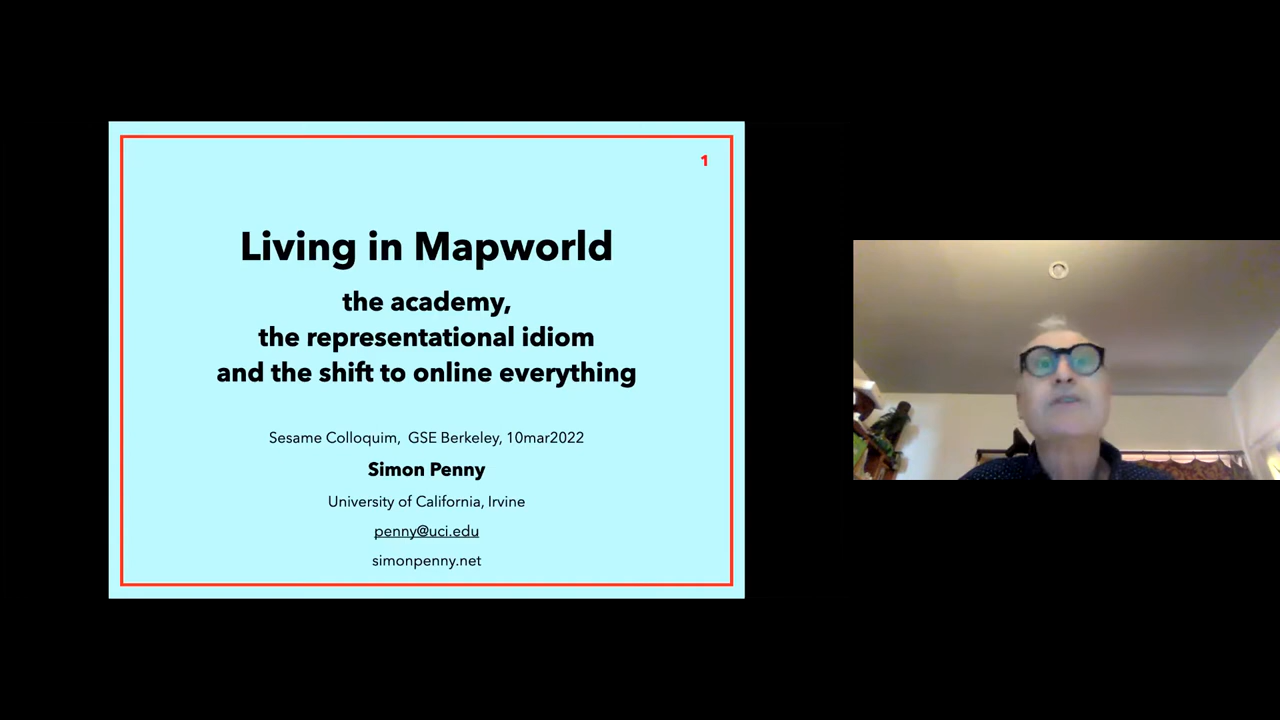 1
Living in Mapworld
the academy,
the representational idiom
and the shift to online everything
Sesame Colloquim, GSE Berkeley, 10mar2022
Simon Penny
University of California, Irvine
penny@uci.edu
simonpenny.net